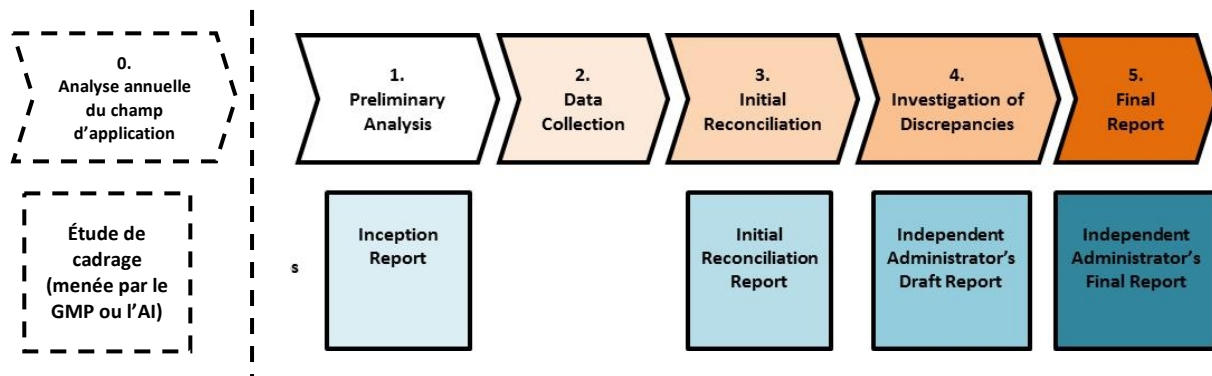 0.
Analyse annuelle
du champ
d'application
1.
Preliminary
Analysis
2.
Data
Collection
3.
Initial
Reconciliation
4.
Investigation of
Discrepancies
5.
Final
Report
Étude de
cadrage
(menée par le
GMP ou l'AI)
s
Inception
Report
Initial
Reconciliation
Report
Independent
Administrator's
Draft Report
Independent
Administrator's
Final Report